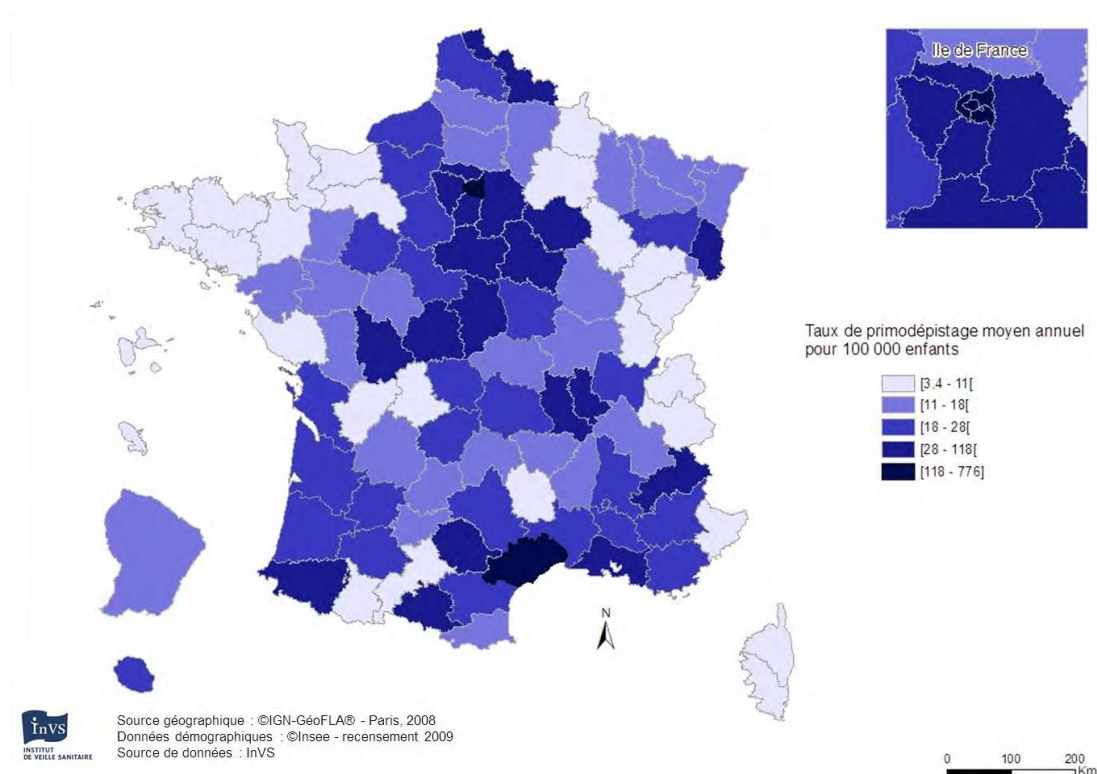 Ile de France
Taux de primodépistage moyen annuel
pour 100 000 enfants
[3,4 - 11[
[11 - 18[
[18 - 28[
[28 - 118[
[118 - 776]
N
InVS
INSTITUT
DE VEILLE SANITAIRE
Source géographique : ©IGN-GéoFLA® - Paris, 2008
Données démographiques : ©Insee - recensement 2009
Source de données : InVS
0 100 200
Km